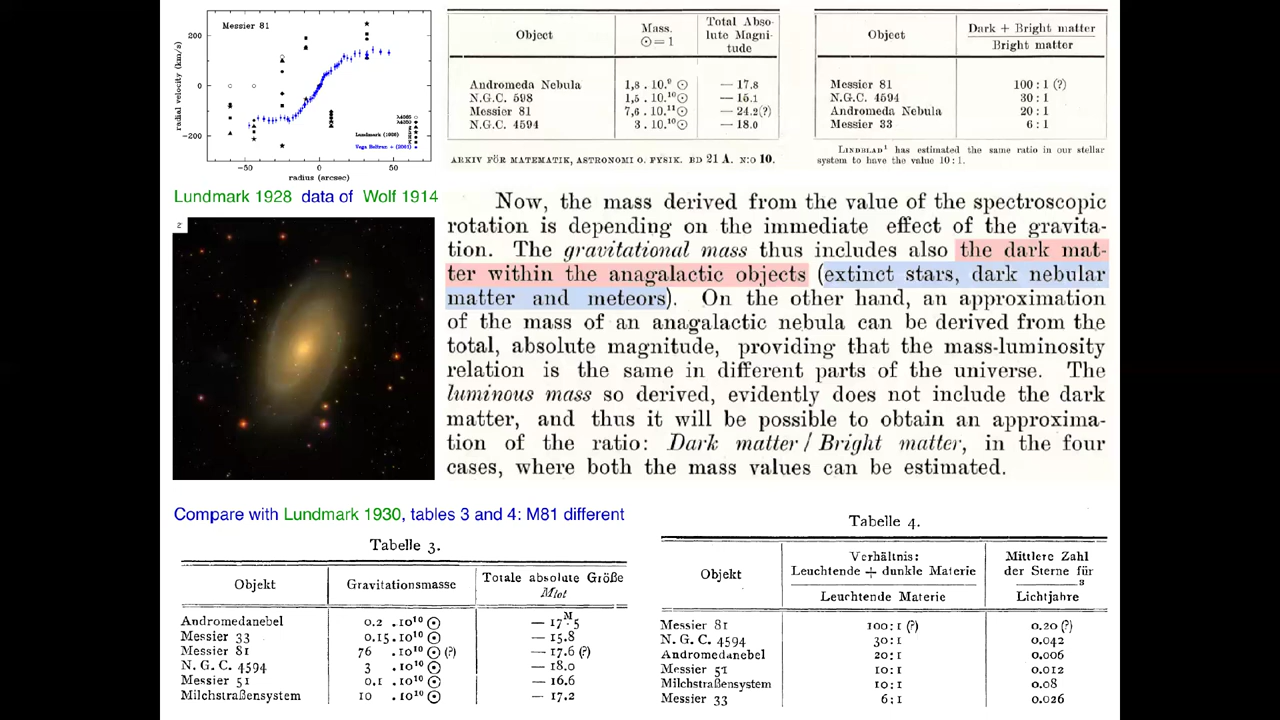 Messier 81
radial velocity (km/s)
200
0
−200
λ4065
λ4350
Lundmark (1928)
Vega Beltran + (2001)
−50 0 50
radius (arcsec)
Lundmark 1928 data of Wolf 1914
Object Mass. ⊙=1 Total Abso-
lute Magni-
tude
Andromeda Nebula 1,8 . 10.⁹ ⊙ — 17.8
N.G.C. 598 1,5 . 10.¹⁰⊙ — 15.1
Messier 81 7,6 . 10.¹¹⊙ — 24.2(?)
N.G.C. 4594 3 . 10.¹⁰⊙ — 18.0
ARKIV FÖR MATEMATIK, ASTRONOMI O. FYSIK. BD 21 A. N:O 10.
Object Dark + Bright matter
Bright matter
Messier 81 100 : 1 (?)
N.G.C. 4594 30 : 1
Andromeda Nebula 20 : 1
Messier 33 6 : 1
LINDBLAD¹ has estimated the same ratio in our stellar
system to have the value 10 : 1.
Now, the mass derived from the value of the spectroscopic
rotation is depending on the immediate effect of the gravita-
tion. The gravitational mass thus includes also the dark mat-
ter within the anagalactic objects (extinct stars, dark nebular
matter and meteors). On the other hand, an approximation
of the mass of an anagalactic nebula can be derived from the
total, absolute magnitude, providing that the mass-luminosity
relation is the same in different parts of the universe. The
luminous mass so derived, evidently does not include the dark
matter, and thus it will be possible to obtain an approxima-
tion of the ratio: Dark matter / Bright matter, in the four
cases, where both the mass values can be estimated.
Compare with Lundmark 1930, tables 3 and 4: M81 different
Tabelle 3.
Objekt Gravitationsmasse Totale absolute Größe
Mtot
Andromedanebel 0.2 .10¹⁰ ⊙ — 17ᴹ.5
Messier 33 0.15.10¹⁰ ⊙ — 15.8
Messier 81 76 .10¹⁰ ⊙ (?) — 17.6 (?)
N. G. C. 4594 3 .10¹⁰ ⊙ — 18.0
Messier 51 0.1 .10¹⁰ ⊙ — 16.6
Milchstraßensystem 10 .10¹⁰ ⊙ — 17.2
Tabelle 4.
Objekt Verhältnis:
Leuchtende + dunkle Materie
Leuchtende Materie
Mittlere Zahl
der Sterne für
3
Lichtjahre
Messier 81 100:1 (?) 0.20 (?)
N. G. C. 4594 30:1 0.042
Andromedanebel 20:1 0.006
Messier 51 10:1 0.012
Milchstraßensystem 10:1 0.08
Messier 33 6:1 0.026